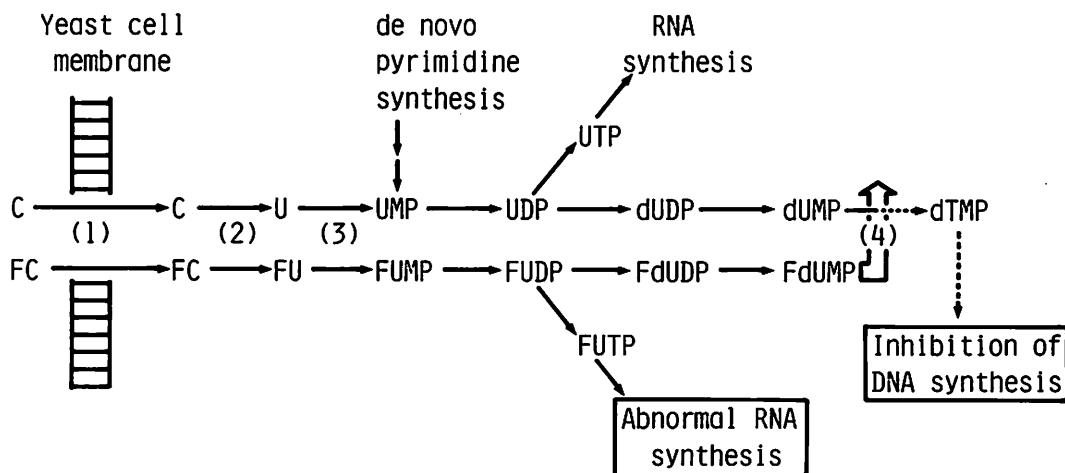 Yeast cell
membrane
de novo
pyrimidine
synthesis
RNA
synthesis
UTP
C C U UMP UDP dUDP dUMP dTMP
(1) (2) (3) (4)
FC FC FU FUMP FUDP FdUDP FdUMP
FUTP
Inhibition of
DNA synthesis
Abnormal RNA
synthesis